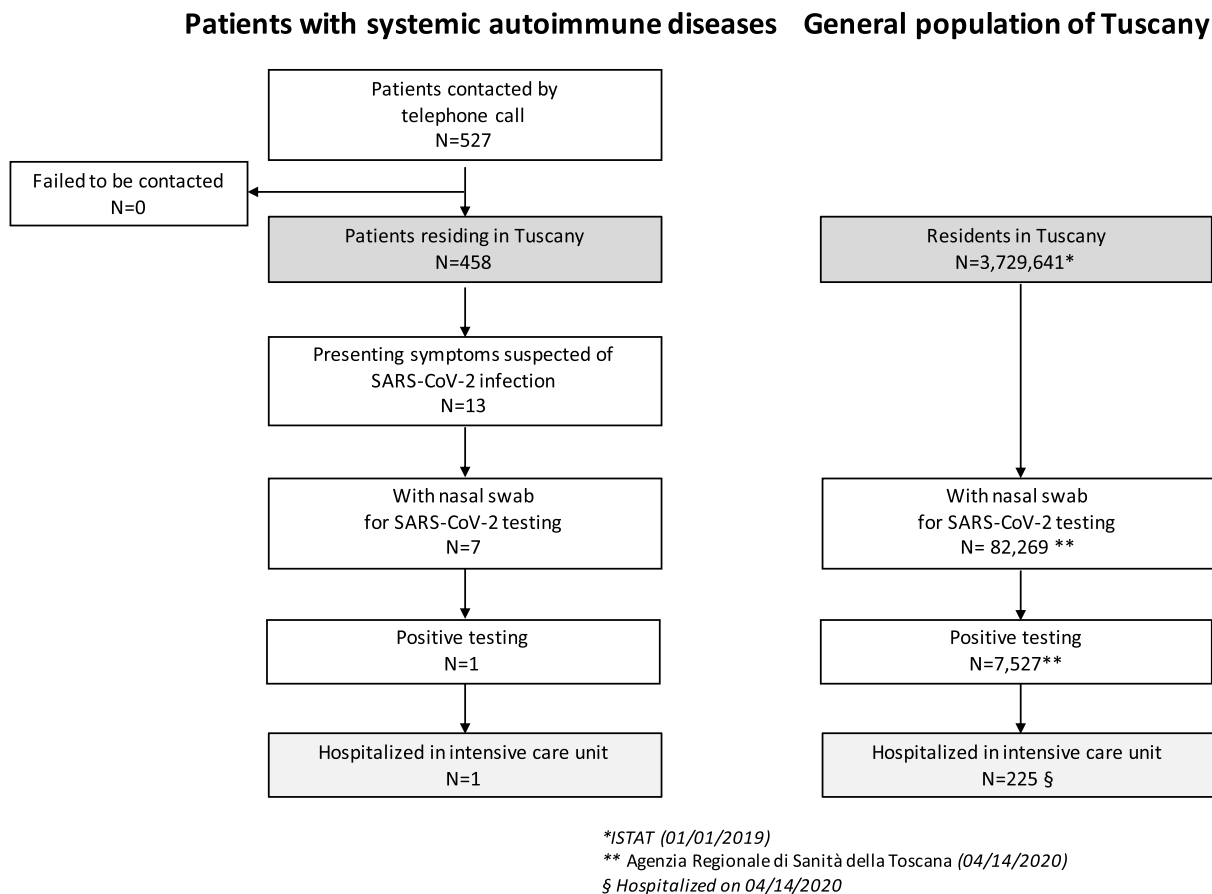 Patients with systemic autoimmune diseases
General population of Tuscany
Patients contacted by
telephone call
N=527
Failed to be contacted
N=0
Patients residing in Tuscany
N=458
Residents in Tuscany
N=3,729,641*
Presenting symptoms suspected of
SARS-CoV-2 infection
N=13
With nasal swab
for SARS-CoV-2 testing
N=7
With nasal swab
for SARS-CoV-2 testing
N= 82,269 **
Positive testing
N=1
Positive testing
N=7,527**
Hospitalized in intensive care unit
N=1
Hospitalized in intensive care unit
N=225 §
*ISTAT (01/01/2019)
** Agenzia Regionale di Sanità della Toscana (04/14/2020)
§ Hospitalized on 04/14/2020